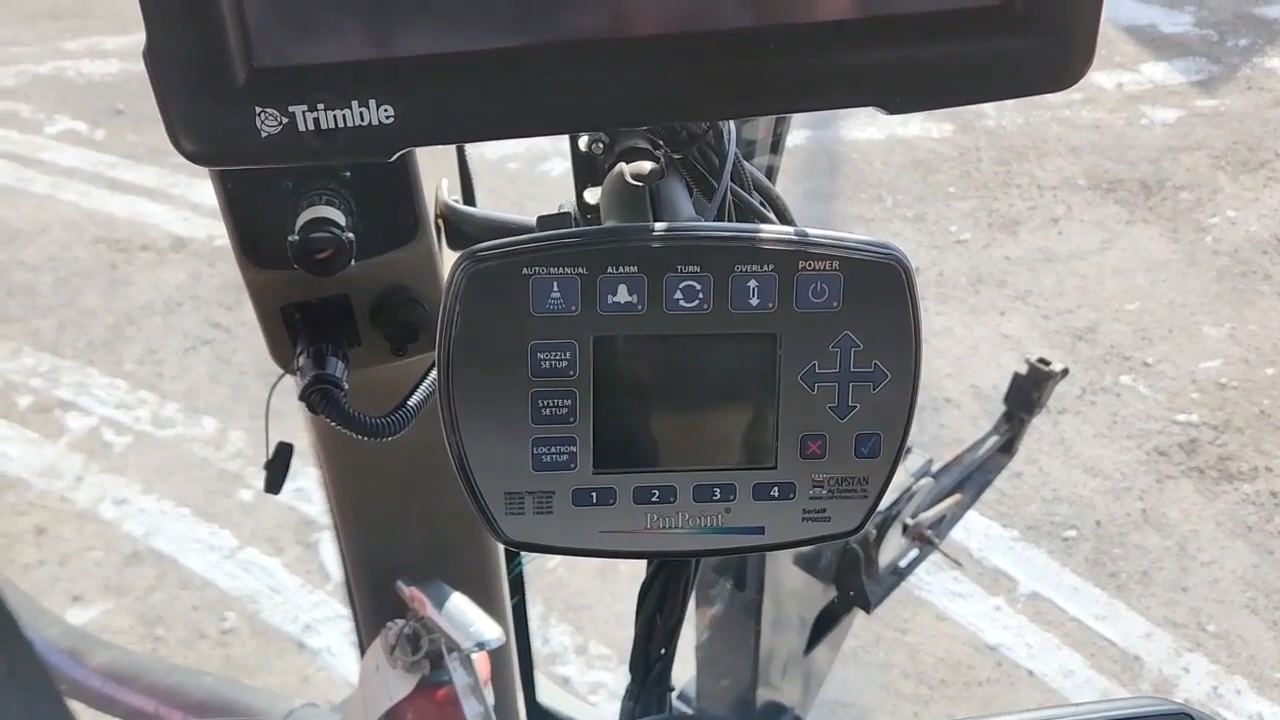 Trimble
AUTO/MANUAL ALARM TURN OVERLAP POWER
NOZZLE
SETUP
SYSTEM
SETUP
LOCATION
SETUP
1 2 3 4
CAPSTAN
Ag Systems, Inc.
PinPoint®
Serial#
PP00222